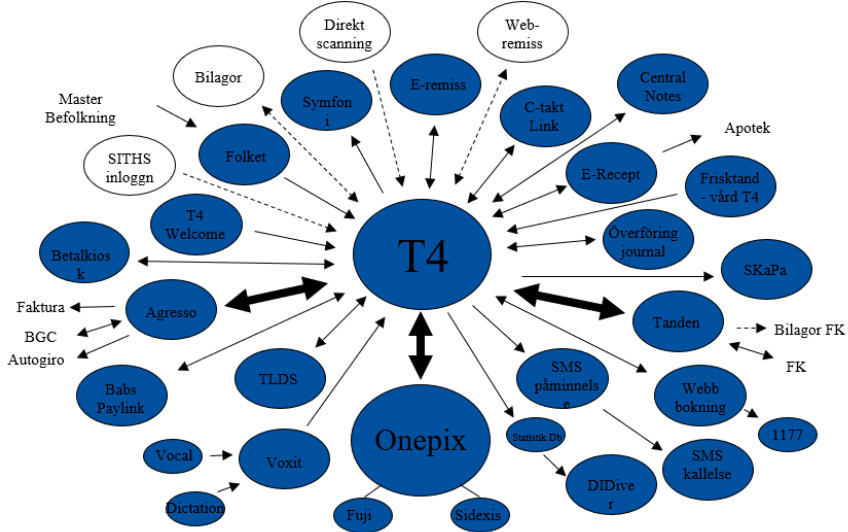 Direkt
scanning
Web-
remiss
Bilagor
Symfon
i
E-remiss
C-takt
Link
Central
Notes
Master
Befolkning
Folket
SITHS
inloggn
E-Recept
Apotek
Frisktand
- vård T4
T4
Welcome
T4
Överföring
journal
Betalkios
k
SKaPa
Faktura
Agresso
BGC
Autogiro
Tanden
Bilagor FK
FK
Babs
Paylink
TLDS
SMS
påminnels
e
Webb
bokning
1177
Onepix
Statistik Db
Vocal
Voxit
SMS
kallelse
DIDive
r
Dictation
Fuji
Sidexis